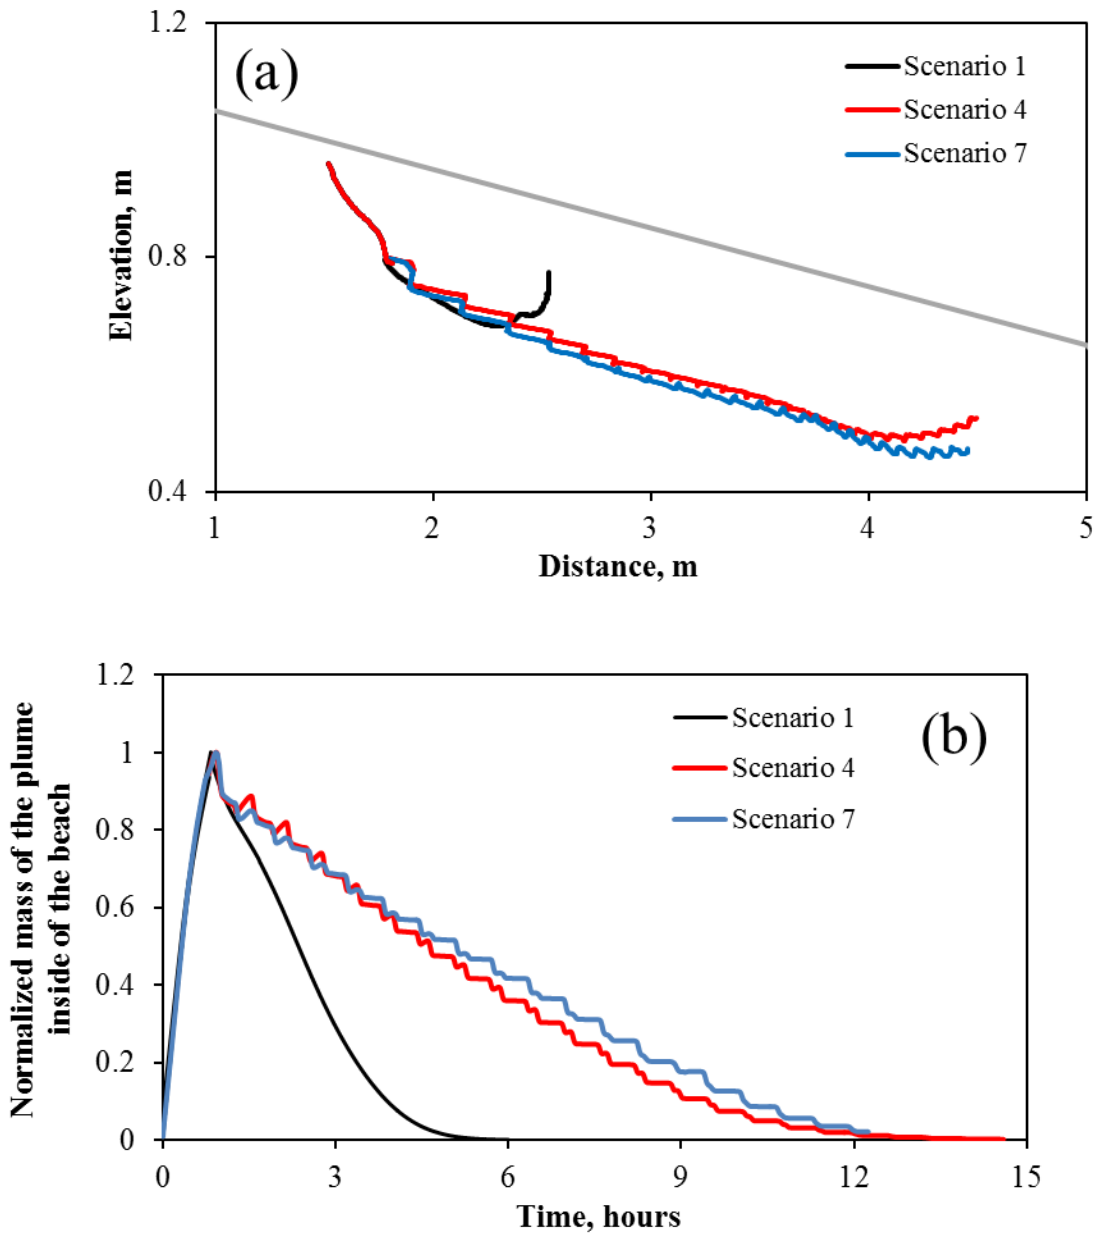 1.2
(a)
Scenario 1
Scenario 4
Scenario 7
0.8
0.4
Elevation, m
1 2 3 4 5
Distance, m
1.2
1
0.8
0.6
0.4
0.2
0
Normalized mass of the plume
inside of the beach
Scenario 1
Scenario 4
Scenario 7
(b)
0 3 6 9 12 15
Time, hours